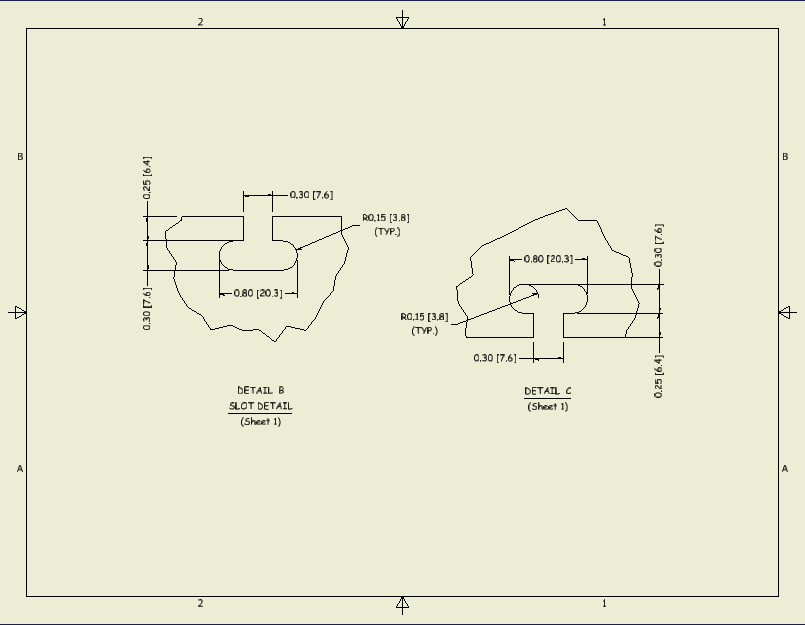 2
1
B
B
0.25 [6.4]
0.30 [7.6]
R0.15 [3.8]
(TYP.)
0.30 [7.6]
0.80 [20.3]
0.80 [20.3]
0.30 [7.6]
R0.15 [3.8]
(TYP.)
0.30 [7.6]
0.25 [6.4]
DETAIL B
SLOT DETAIL
(Sheet 1)
DETAIL C
(Sheet 1)
A
A
2
1